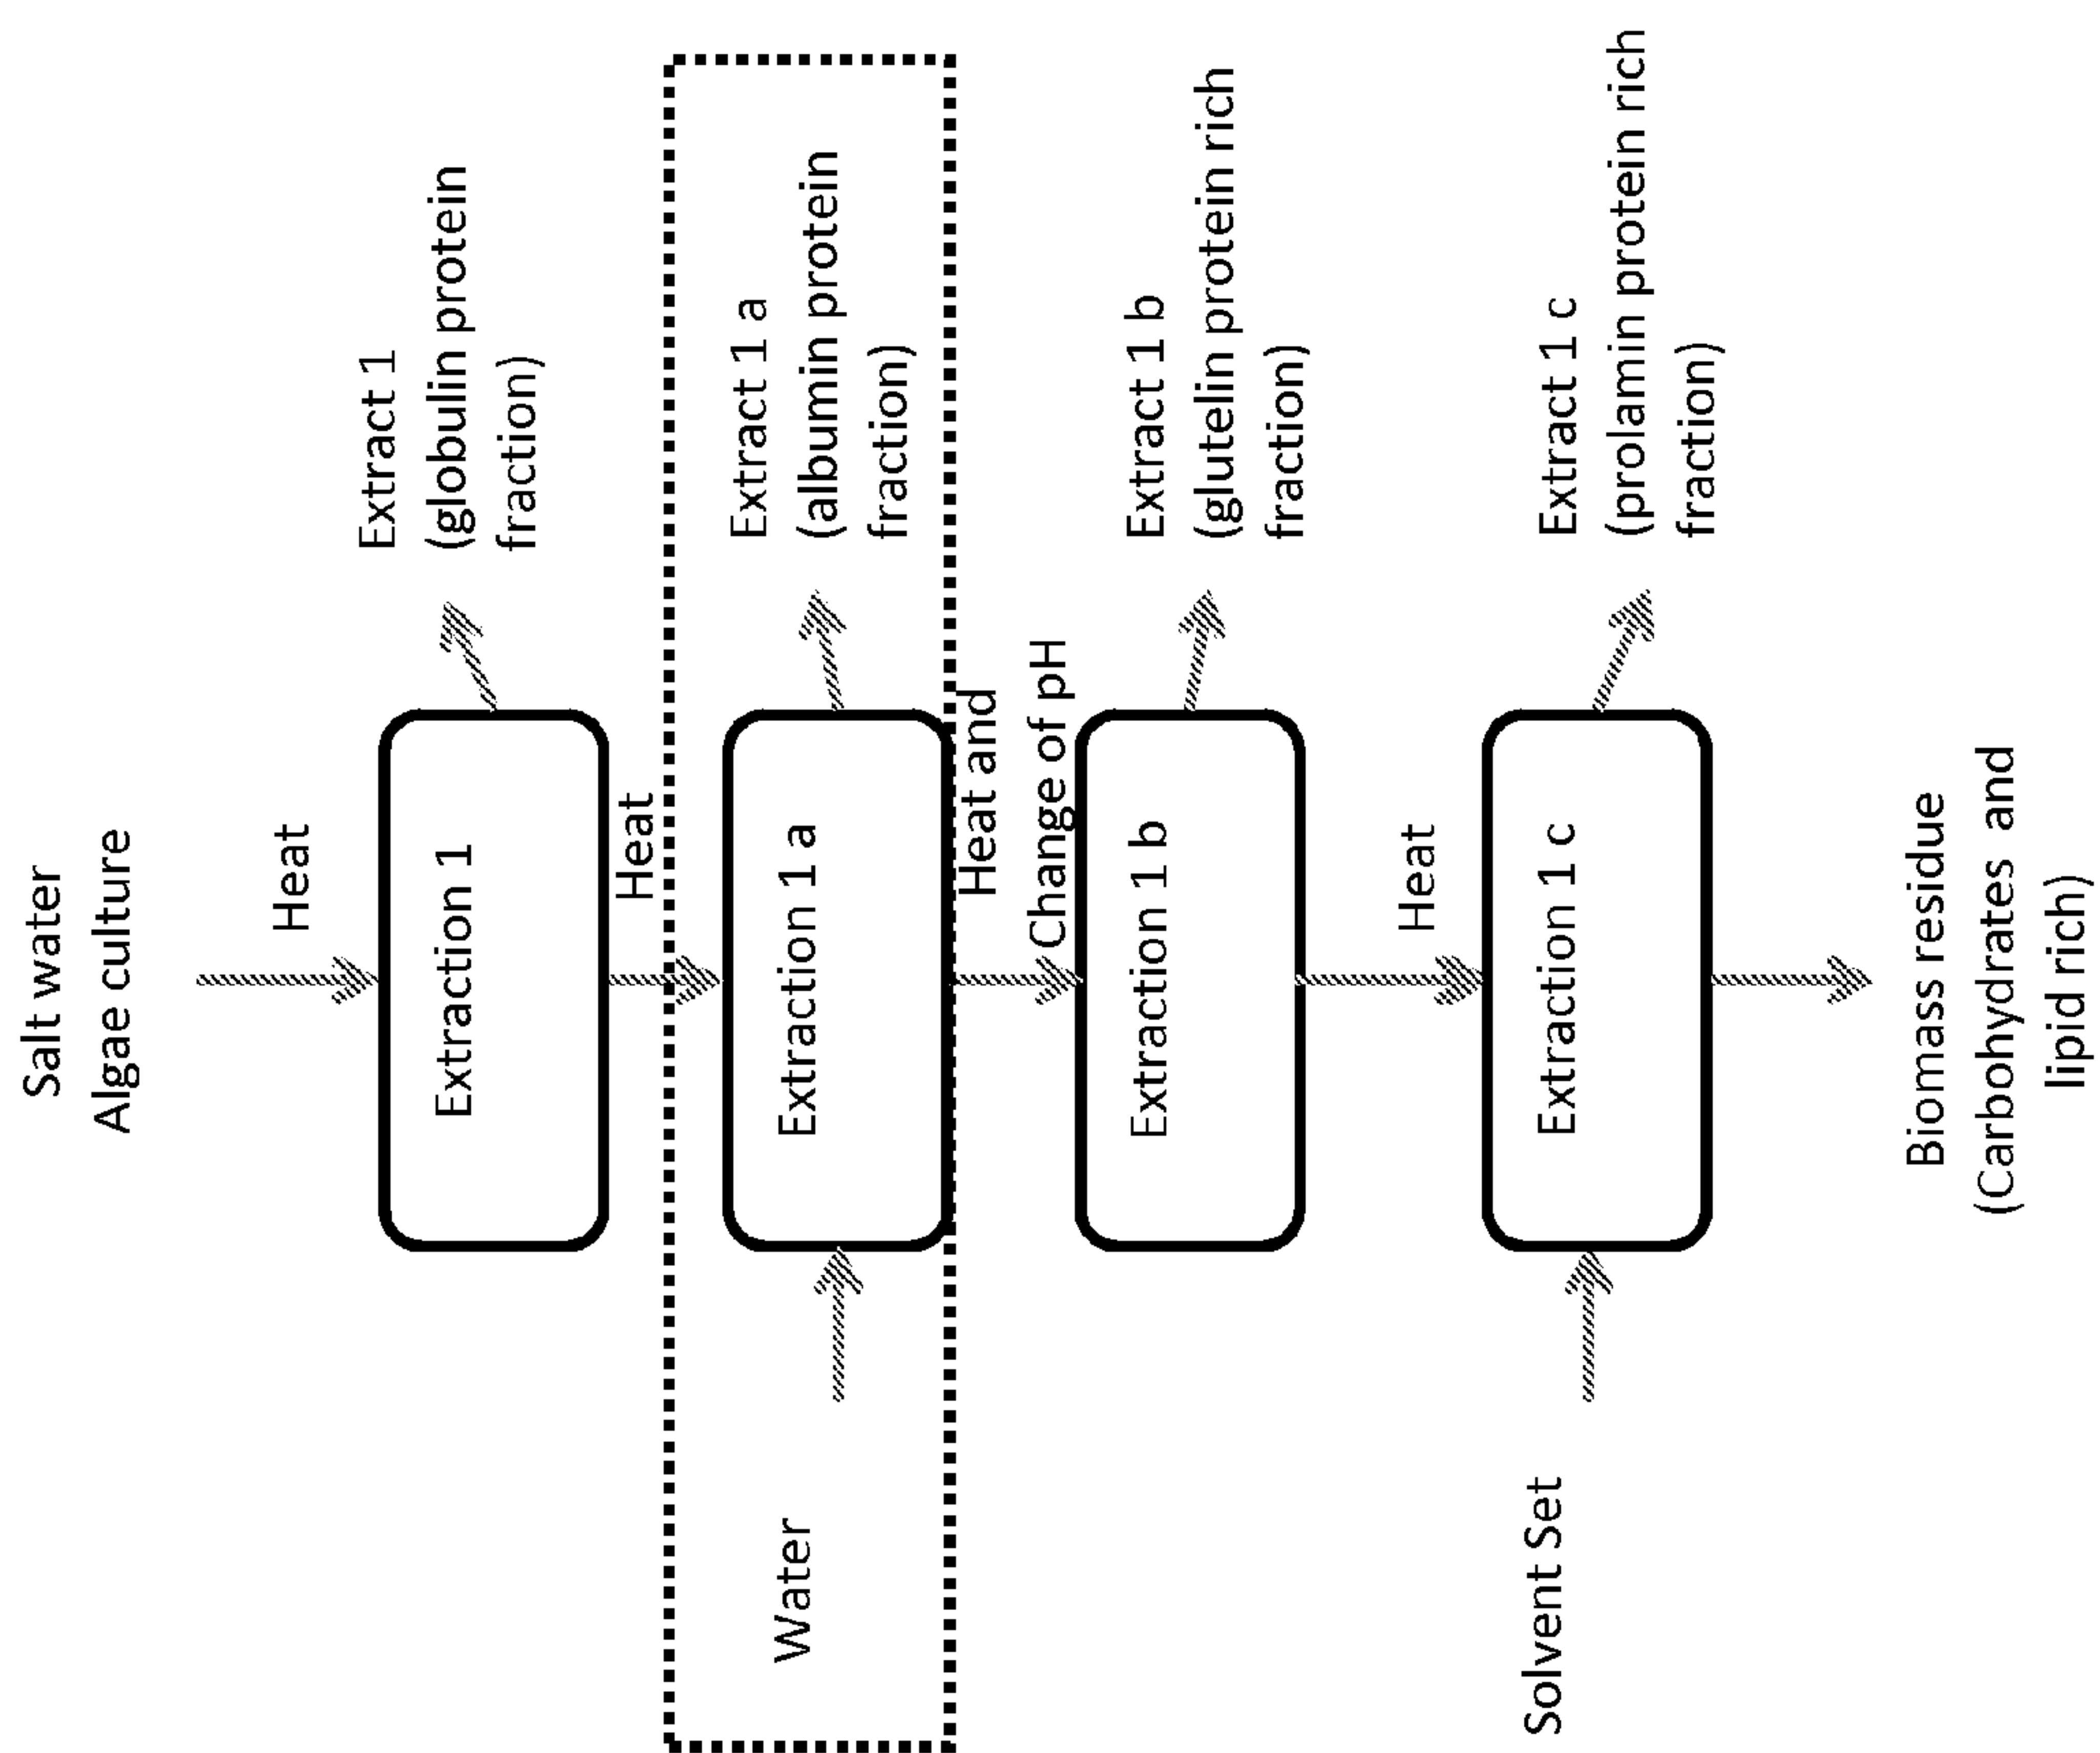 Salt water
Algae culture
Heat
Extraction 1
Extract 1
(globulin protein
fraction)
Heat
Water
Extraction 1 a
Extract 1 a
(albumin protein
fraction)
Heat and
Change of pH
Extraction 1 b
Extract 1 b
(glutelin protein rich
fraction)
Heat
Solvent Set
Extraction 1 c
Extract 1 c
(prolamin protein rich
fraction)
Biomass residue
(Carbohydrates and
lipid rich)